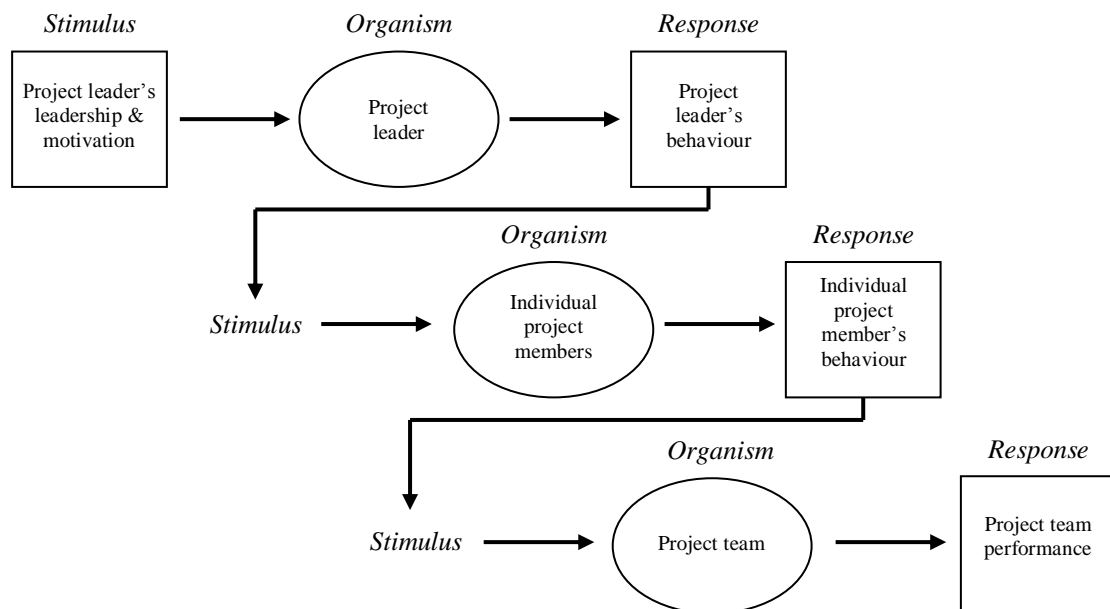 Stimulus
Organism
Response
Project leader’s
leadership &
motivation
Project
leader
Project
leader’s
behaviour
Organism
Response
Stimulus
Individual
project
members
Individual
project
member’s
behaviour
Organism
Response
Stimulus
Project team
Project team
performance